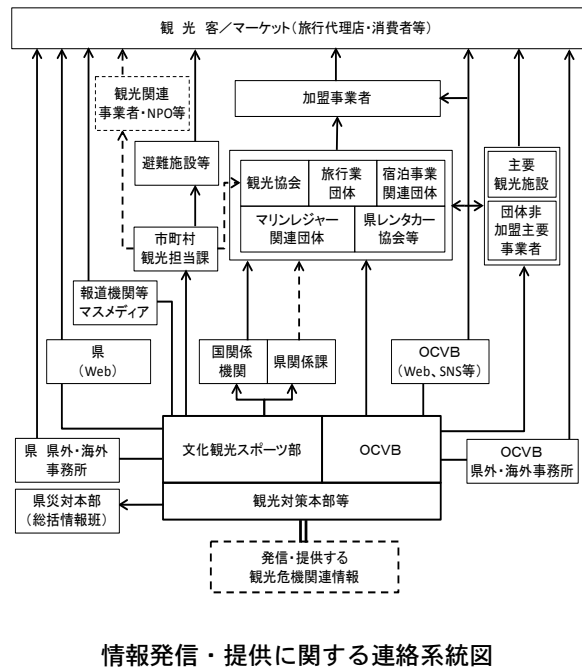 観 光 客／マーケット（旅行代理店・消費者等）
観光関連
事業者・NPO等
加盟事業者
避難施設等
観光協会
旅行業
団体
宿泊事業
関連団体
マリンレジャー
関連団体
県レンタカー
協会等
主要
観光施設
団体非
加盟主要
事業者
市町村
観光担当課
報道機関等
マスメディア
県
（Web）
国関係
機関
県関係課
OCVB
（Web、SNS等）
文化観光スポーツ部
OCVB
県 県外・海外
事務所
OCVB
県外・海外事務所
観光対策本部等
県災対本部
（総括情報班）
発信・提供する
観光危機関連情報
情報発信・提供に関する連絡系統図